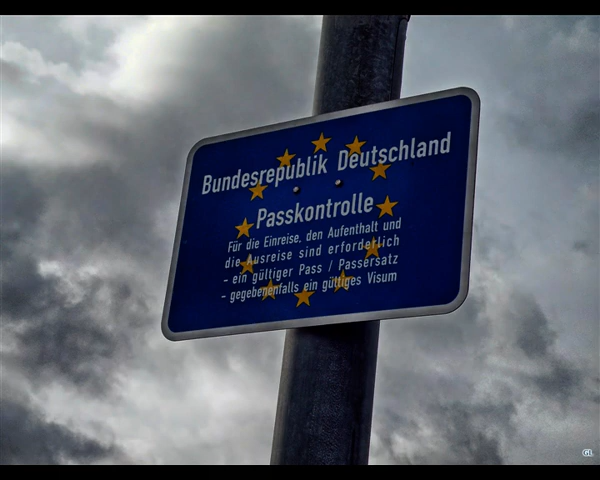 Bundesrepublik Deutschland
Passkontrolle
Für die Einreise, den Aufenthalt und
die Ausreise sind erforderlich
- ein gültiger Pass / Passersatz
- gegebenenfalls ein gültiges Visum